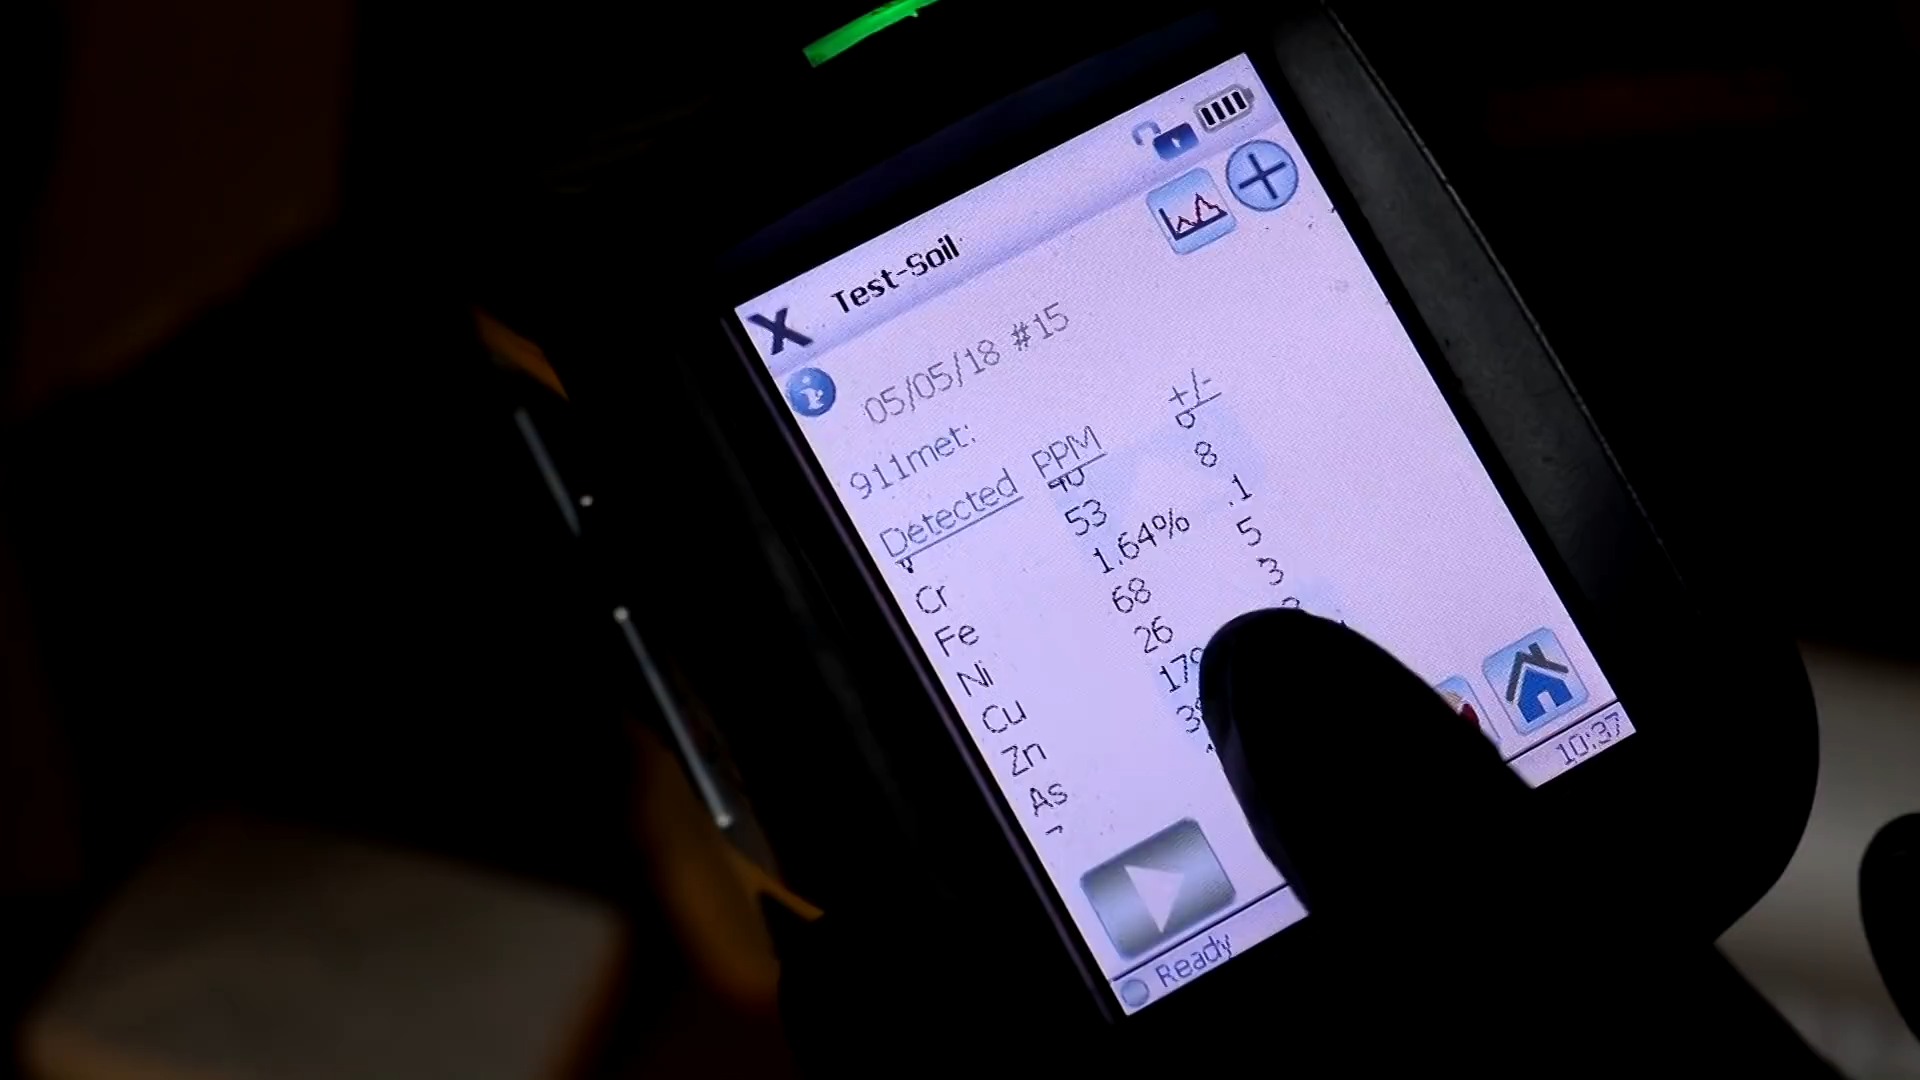 Test-Soil
05/05/18 #15
911met:
Detected PPM +/-
Cr 53 8
Fe 1.64% .1
Ni 68 5
Cu 26 3
Zn
As
Ready
10:37